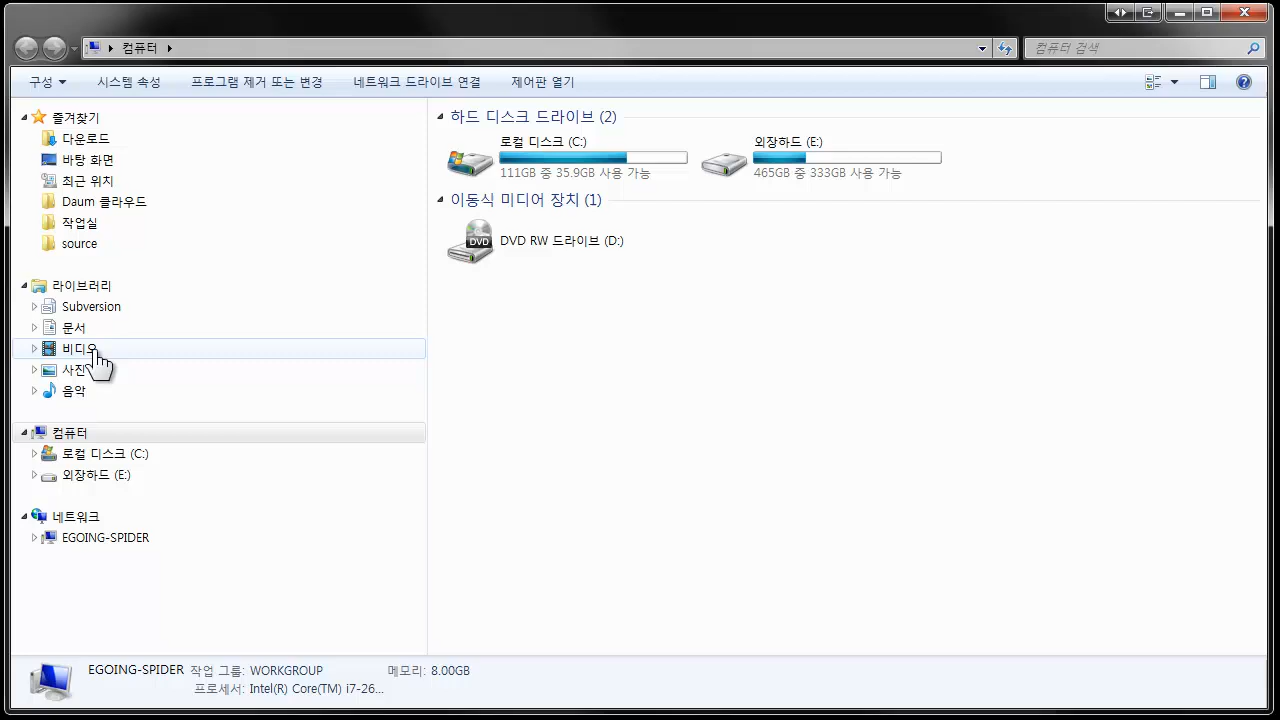 컴퓨터
컴퓨터 검색
구성 시스템 속성 프로그램 제거 또는 변경 네트워크 드라이브 연결 제어판 열기
즐겨찾기
다운로드
바탕 화면
최근 위치
Daum 클라우드
작업실
source
라이브러리
Subversion
문서
비디오
사진
음악
컴퓨터
로컬 디스크 (C:)
외장하드 (E:)
네트워크
EGOING-SPIDER
하드 디스크 드라이브 (2)
로컬 디스크 (C:)
111GB 중 35.9GB 사용 가능
외장하드 (E:)
465GB 중 333GB 사용 가능
이동식 미디어 장치 (1)
DVD
DVD RW 드라이브 (D:)
EGOING-SPIDER 작업 그룹: WORKGROUP 메모리: 8.00GB
프로세서: Intel(R) Core(TM) i7-26...